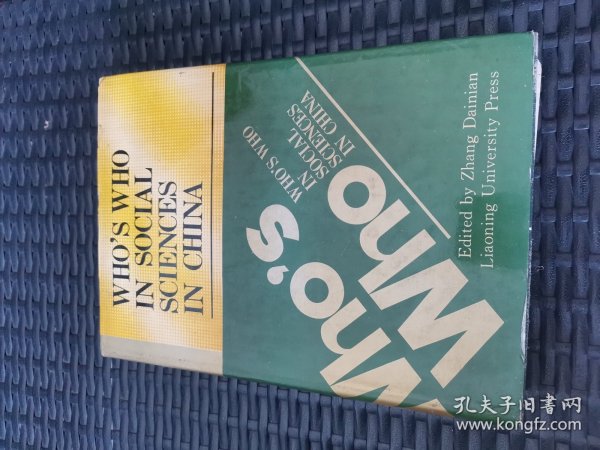 WHO'S WHO
IN SOCIAL
SCIENCES
IN CHINA
WHO'S WHO
IN
SOCIAL
SCIENCES
IN CHINA
Who's
Who
Edited by Zhang Dainian
Liaoning University Press
孔夫子旧书网
www.kongfz.com